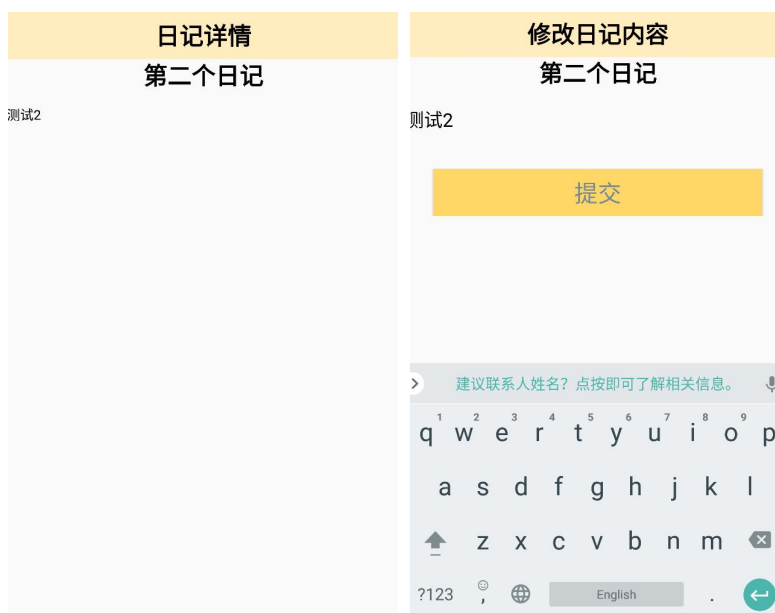 日记详情
第二个日记
测试2
修改日记内容
第二个日记
测试2
提交
建议联系人姓名？点按即可了解相关信息。
1 2 3 4 5 6 7 8 9
q w e r t y u i o p
a s d f g h j k l
z x c v b n m
?123 , English .